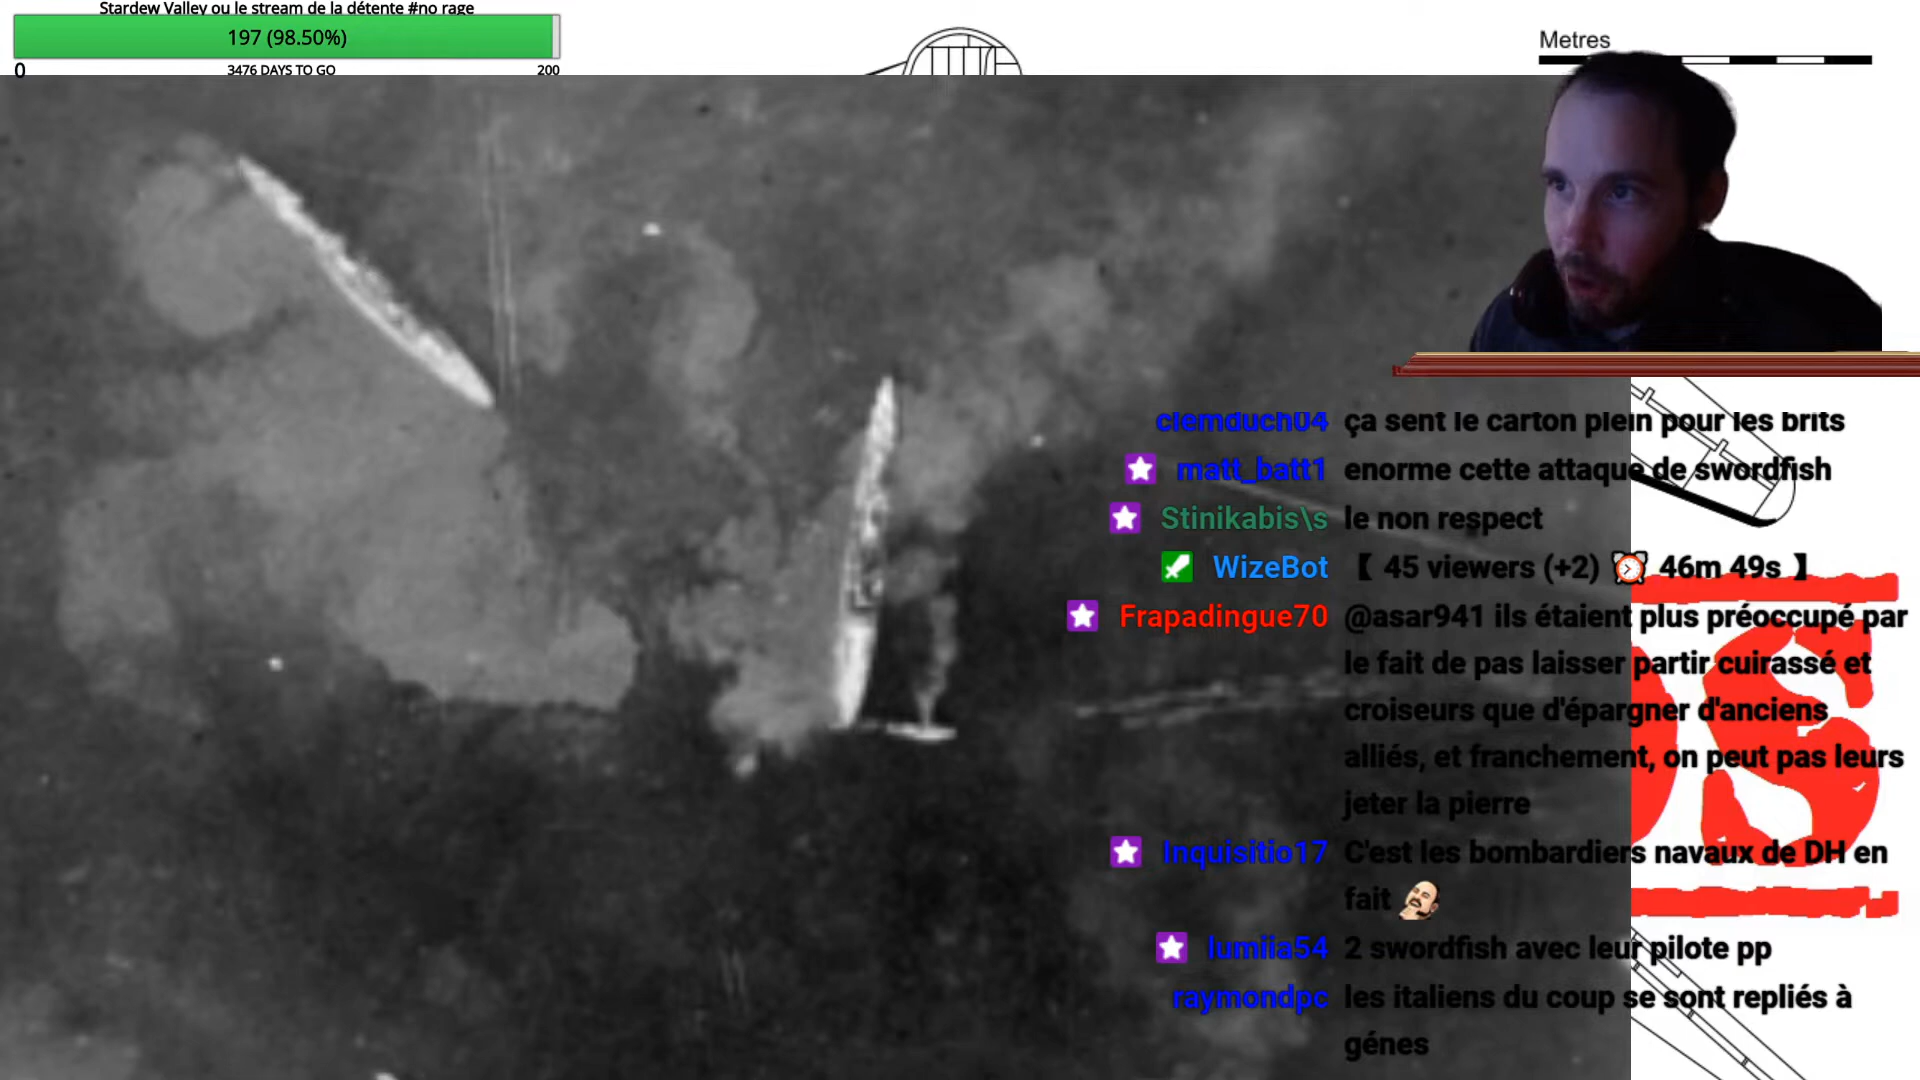 Stardew Valley ou le stream de la détente #no rage
197 (98.50%)
0
3476 DAYS TO GO
200
Metres
clemduch04 ça sent le carton plein pour les brits
matt_batt1 enorme cette attaque de swordfish
Stinikabis\s le non respect
WizeBot 【 45 viewers (+2) ⏰ 46m 49s 】
Frapadingue70 @asar941 ils étaient plus préoccupé par
le fait de pas laisser partir cuirassé et
croiseurs que d'épargner d'anciens
alliés, et franchement, on peut pas leurs
jeter la pierre
Inquisitio17 C'est les bombardiers navaux de DH en
fait
lumiia54 2 swordfish avec leur pilote pp
raymondpc les italiens du coup se sont repliés à
génes